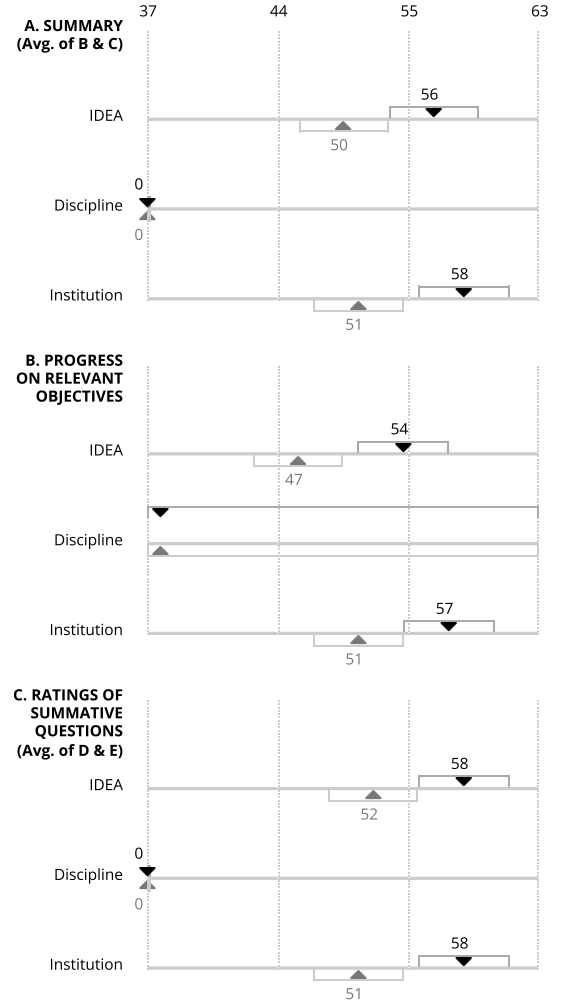 37 44 55 63
A. SUMMARY
(Avg. of B & C)
56
IDEA
50
0
Discipline
0
58
Institution
51
B. PROGRESS
ON RELEVANT
OBJECTIVES
54
IDEA
47
Discipline
57
Institution
51
C. RATINGS OF
SUMMATIVE
QUESTIONS
(Avg. of D & E)
58
IDEA
52
0
Discipline
0
58
Institution
51